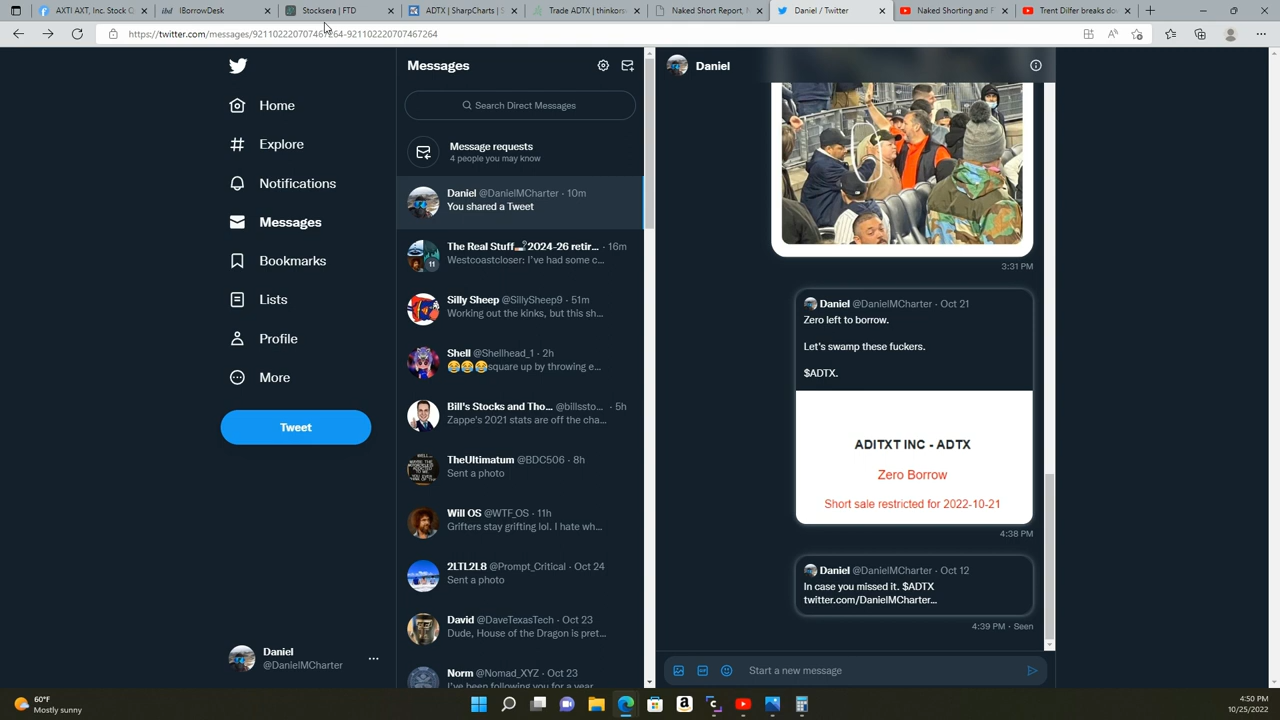 AXTI AXT, Inc. Stock Q
IBorrowDesk
Stocksera | FTD
ADTX | SharpCharts | S
Trade ADTX | thinkors
Naked Short Report, M
Daniel / Twitter
Naked Shorting and F
Trent Difer breaks do
https://twitter.com/messages/921102220707467264-921102220707467264
Home
Explore
Notifications
Messages
Bookmarks
Lists
Profile
More
Tweet
Daniel
@DanielMCharter
Messages
Search Direct Messages
Message requests
4 people you may know
Daniel @DanielMCharter · 10m
You shared a Tweet
The Real Stuff 2024-26 retir... · 16m
Westcoastcloser: I've had some c...
Silly Sheep @SillySheep9 · 51m
Working out the kinks, but this sh...
Shell @Shellhead_1 · 2h
😂😂😂square up by throwing e...
Bill's Stocks and Tho... @billssto... · 5h
Zappe's 2021 stats are off the cha...
TheUltimatum @BDC506 · 8h
Sent a photo
Will OS @WTF_OS · 11h
Grifters stay grifting lol. I hate wh...
2LTL2L8 @Prompt_Critical · Oct 24
Sent a photo
David @DaveTexasTech · Oct 23
Dude, House of the Dragon is pret...
Norm @Nomad_XYZ · Oct 23
I've been following you for a year
Daniel
3:31 PM
Daniel @DanielMCharter · Oct 21
Zero left to borrow.
Let's swamp these fuckers.
$ADTX.
ADITXT INC - ADTX
Zero Borrow
Short sale restricted for 2022-10-21
4:38 PM
Daniel @DanielMCharter · Oct 12
In case you missed it. $ADTX
twitter.com/DanielMCharter...
4:39 PM · Seen
Start a new message
60°F
Mostly sunny
4:50 PM
10/25/2022